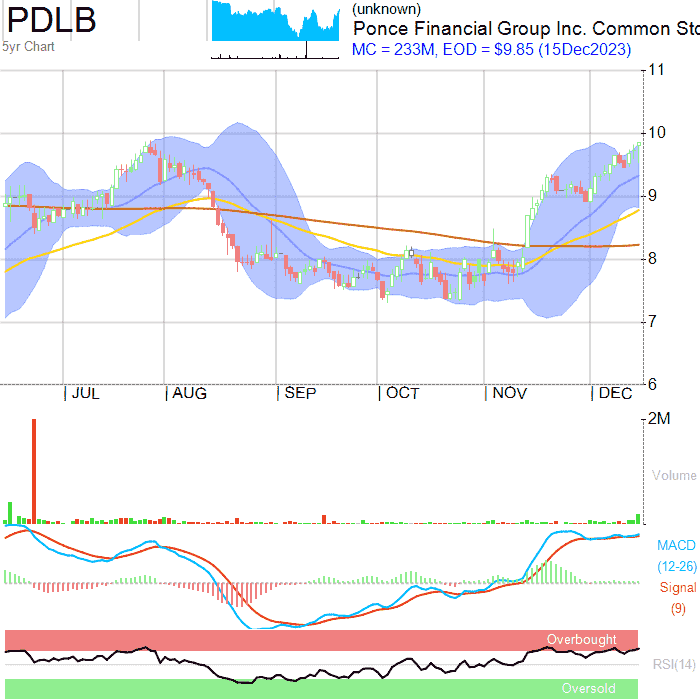 PDLB
5yr Chart
(unknown)
Ponce Financial Group Inc. Common Sto
MC = 233M, EOD = $9.85 (15Dec2023)
11
10
9
8
7
6
JUL AUG SEP OCT NOV DEC
2M
Volume
MACD
(12-26)
Signal
(9)
Overbought
RSI(14)
Oversold